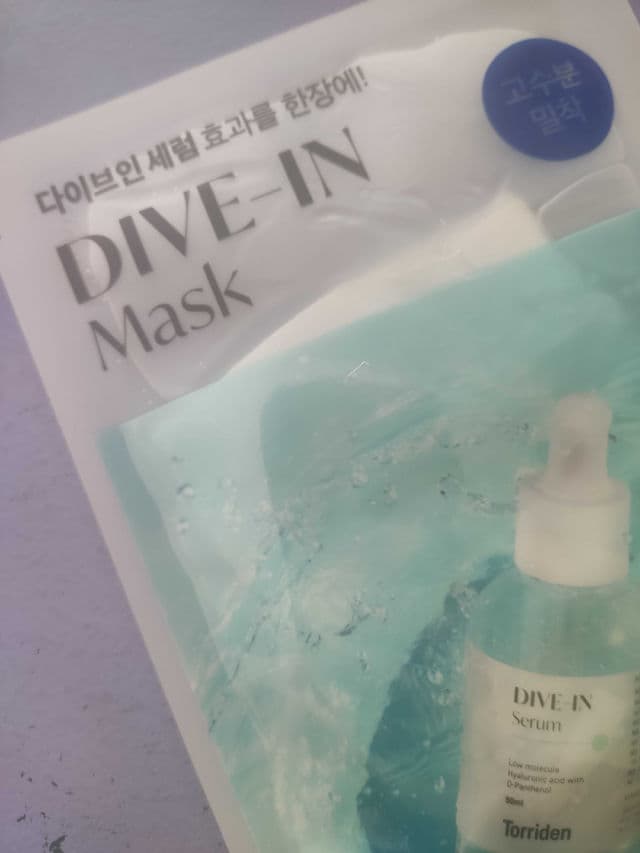 다이브인 세럼 효과를 한장에!
고수분
밀착
DIVE-IN
Mask
DIVE-IN
Serum
Low molecule
Hyaluronic acid with
D-Panthenol
50ml
Torriden